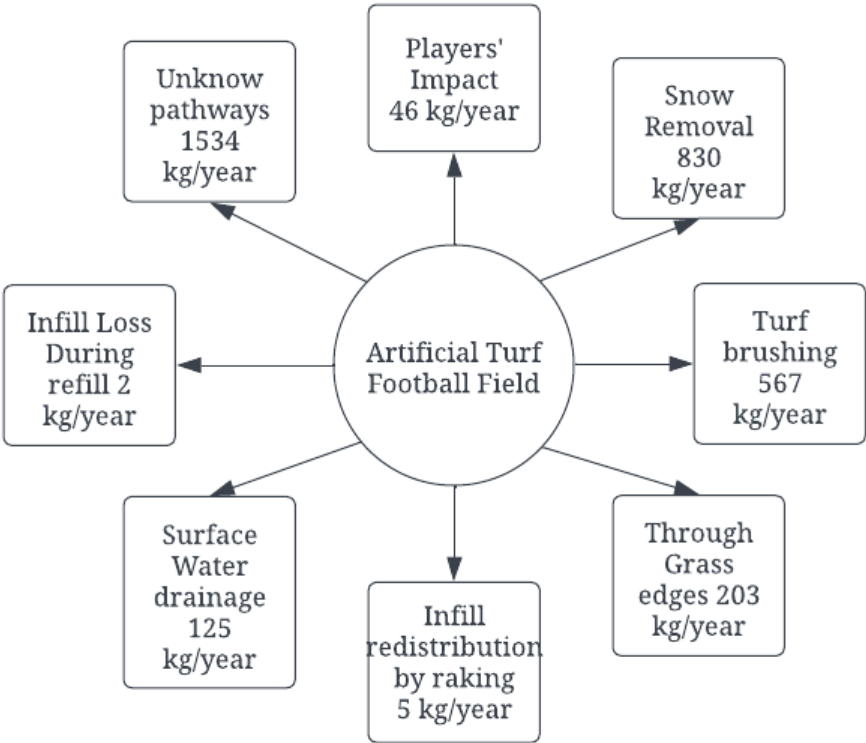 Players'
Impact
46 kg/year
Unknow
pathways
1534
kg/year
Snow
Removal
830
kg/year
Infill Loss
During
refill 2
kg/year
Artificial Turf
Football Field
Turf
brushing
567
kg/year
Surface
Water
drainage
125
kg/year
Infill
redistribution
by raking
5 kg/year
Through
Grass
edges 203
kg/year